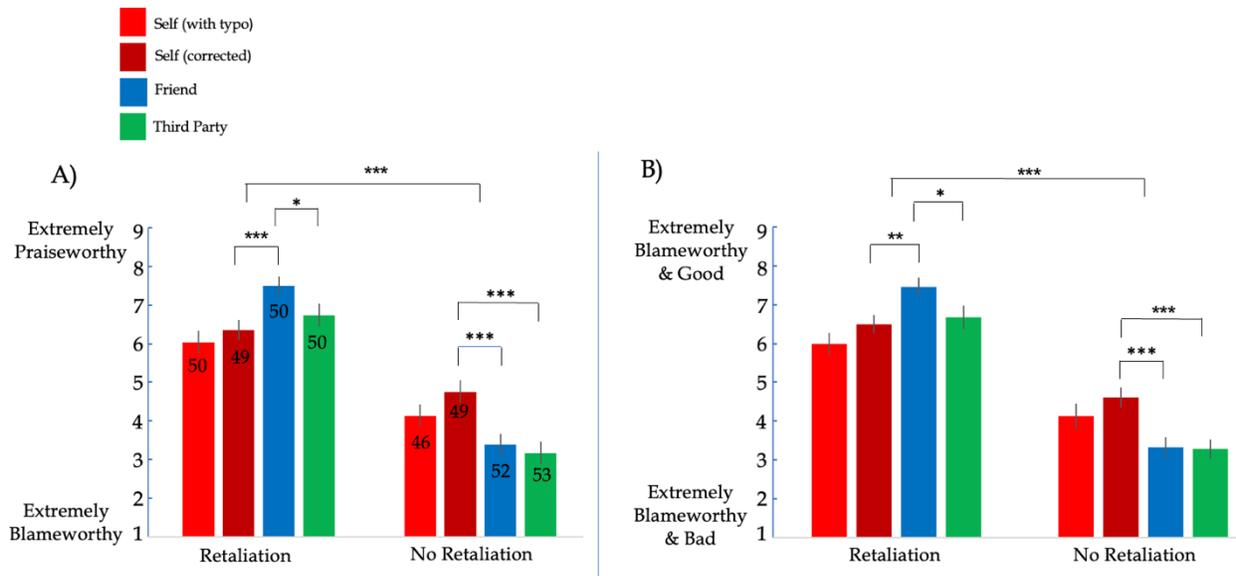 Self (with typo)
Self (corrected)
Friend
Third Party
A)
***
*
***
***
***
Extremely
Praiseworthy
9
8
7
6
5
4
3
2
1
Extremely
Blameworthy
50
49
50
50
46
49
52
53
Retaliation
No Retaliation
B)
***
*
**
***
***
Extremely
Blameworthy
& Good
9
8
7
6
5
4
3
2
1
Extremely
Blameworthy
& Bad
Retaliation
No Retaliation